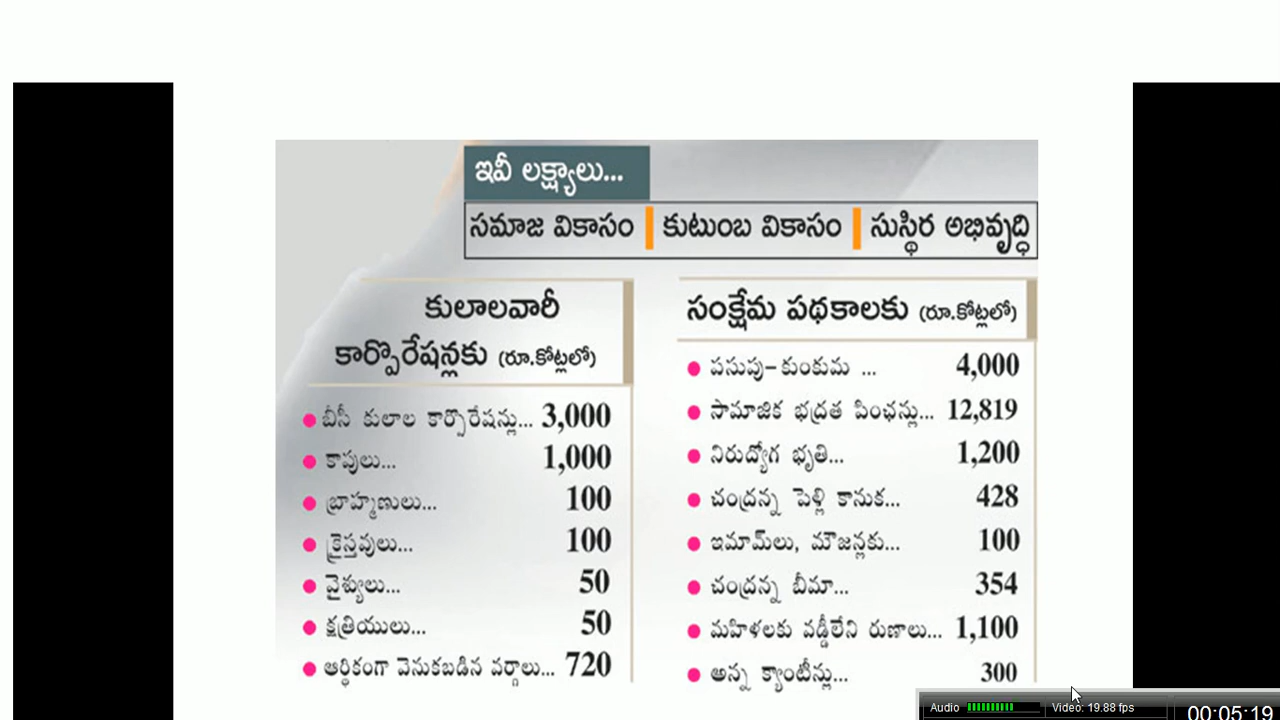 ఇవీ లక్ష్యాలు...
సమాజ వికాసం | కుటుంబ వికాసం | సుస్థిర అభివృద్ధి
కులాలవారీ
కార్పొరేషన్లకు (రూ.కోట్లలో)
బీసీ కులాల కార్పొరేషన్లు... 3,000
కాపులు... 1,000
బ్రాహ్మణులు... 100
క్రైస్తవులు... 100
వైశ్యులు... 50
క్షత్రియులు... 50
ఆర్థికంగా వెనుకబడిన వర్గాలు... 720
సంక్షేమ పథకాలకు (రూ.కోట్లలో)
పసుపు-కుంకుమ ... 4,000
సామాజిక భద్రత పింఛన్లు... 12,819
నిరుద్యోగ భృతి... 1,200
చంద్రన్న పెళ్లి కానుక... 428
ఇమామ్‌లు, మౌజన్లకు... 100
చంద్రన్న బీమా... 354
మహిళలకు వడ్డీలేని రుణాలు... 1,100
అన్న క్యాంటీన్లు... 300
Audio Video: 19.88 fps 00:05:19